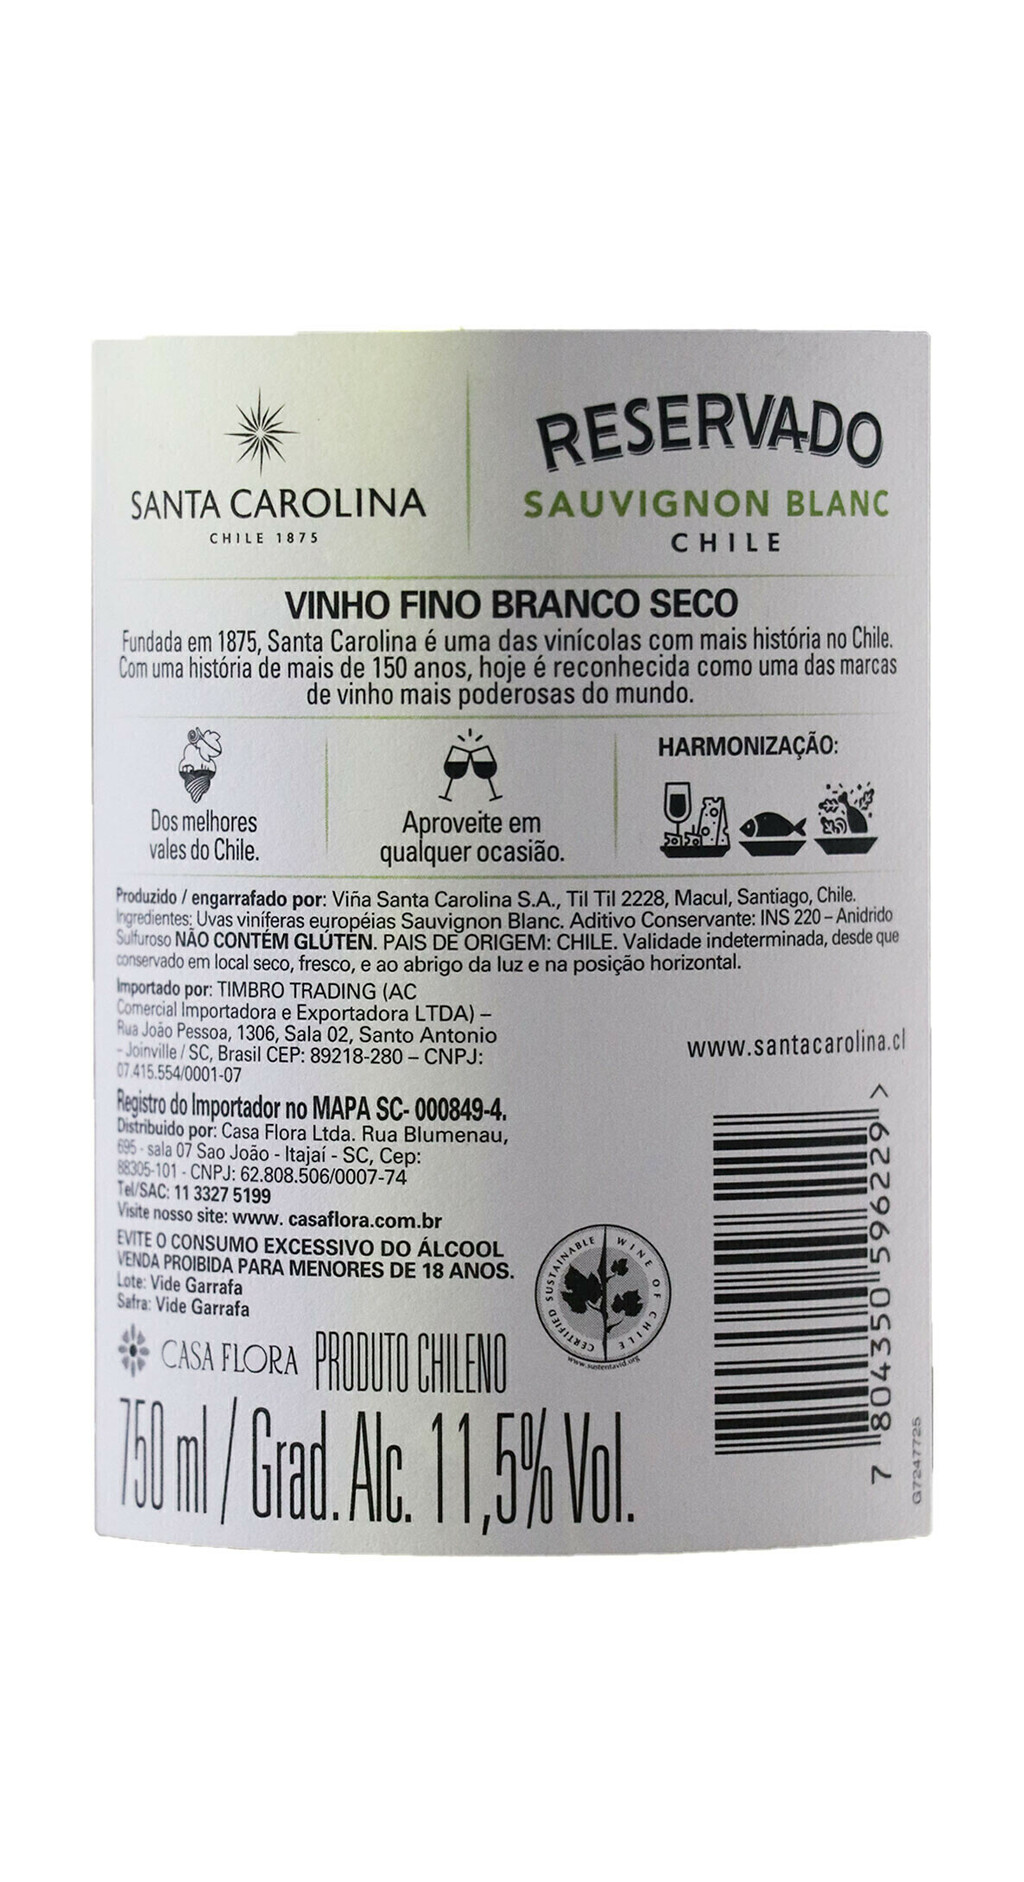 SANTA CAROLINA
CHILE 1875
RESERVADO
SAUVIGNON BLANC
CHILE
VINHO FINO BRANCO SECO
Fundada em 1875, Santa Carolina é uma das vinícolas com mais história no Chile.
Com uma história de mais de 150 anos, hoje é reconhecida como uma das marcas
de vinho mais poderosas do mundo.
Dos melhores
vales do Chile.
Aproveite em
qualquer ocasião.
HARMONIZAÇÃO:
Produzido / engarrafado por: Viña Santa Carolina S.A., Til Til 2228, Macul, Santiago, Chile.
Ingredientes: Uvas viníferas européias Sauvignon Blanc. Aditivo Conservante: INS 220 – Anidrido
Sulfuroso NÃO CONTÉM GLÚTEN. PAIS DE ORIGEM: CHILE. Validade indeterminada, desde que
conservado em local seco, fresco, e ao abrigo da luz e na posição horizontal.
Importado por: TIMBRO TRADING (AC
Comercial Importadora e Exportadora LTDA) –
Rua João Pessoa, 1306, Sala 02, Santo Antonio
- Joinville / SC, Brasil CEP: 89218-280 – CNPJ:
07.415.554/0001-07
Registro do Importador no MAPA SC- 000849-4.
Distribuido por: Casa Flora Ltda. Rua Blumenau,
695 - sala 07 Sao João - Itajaí - SC, Cep:
88305-101 - CNPJ: 62.808.506/0007-74
Tel/SAC: 11 3327 5199
Visite nosso site: www. casaflora.com.br
EVITE O CONSUMO EXCESSIVO DO ÁLCOOL
VENDA PROIBIDA PARA MENORES DE 18 ANOS.
Lote: Vide Garrafa
Safra: Vide Garrafa
CASA FLORA
PRODUTO CHILENO
750 ml / Grad. Alc. 11,5% Vol.
CERTIFIED SUSTAINABLE WINE OF CHILE
www.sustentavid.org
www.santacarolina.cl
7 804350 596229 >
G7247725